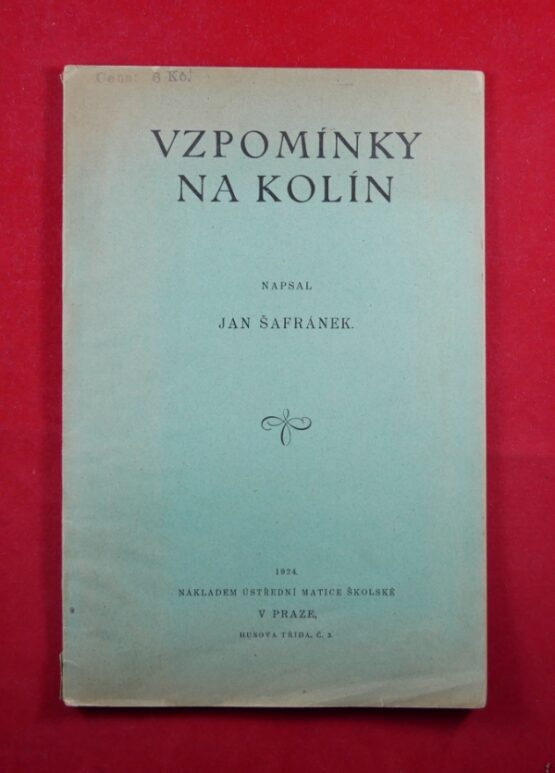 Cena: 6 Kč.
VZPOMÍNKY
NA KOLÍN
NAPSAL
JAN ŠAFRÁNEK.
1924.
NÁKLADEM ÚSTŘEDNÍ MATICE ŠKOLSKÉ
V PRAZE,
HUSOVA TŘÍDA, Č. 3.